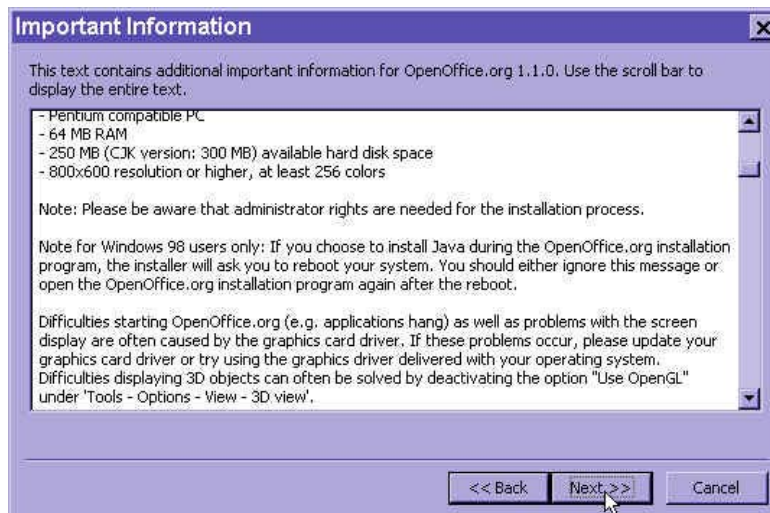 Important Information
This text contains additional important information for OpenOffice.org 1.1.0. Use the scroll bar to
display the entire text.
- Pentium compatible PC
- 64 MB RAM
- 250 MB (CJK version: 300 MB) available hard disk space
- 800x600 resolution or higher, at least 256 colors
Note: Please be aware that administrator rights are needed for the installation process.
Note for Windows 98 users only: If you choose to install Java during the OpenOffice.org installation
program, the installer will ask you to reboot your system. You should either ignore this message or
open the OpenOffice.org installation program again after the reboot.
Difficulties starting OpenOffice.org (e.g. applications hang) as well as problems with the screen
display are often caused by the graphics card driver. If these problems occur, please update your
graphics card driver or try using the graphics driver delivered with your operating system.
Difficulties displaying 3D objects can often be solved by deactivating the option "Use OpenGL"
under 'Tools - Options - View - 3D view'.
<< Back Next >> Cancel